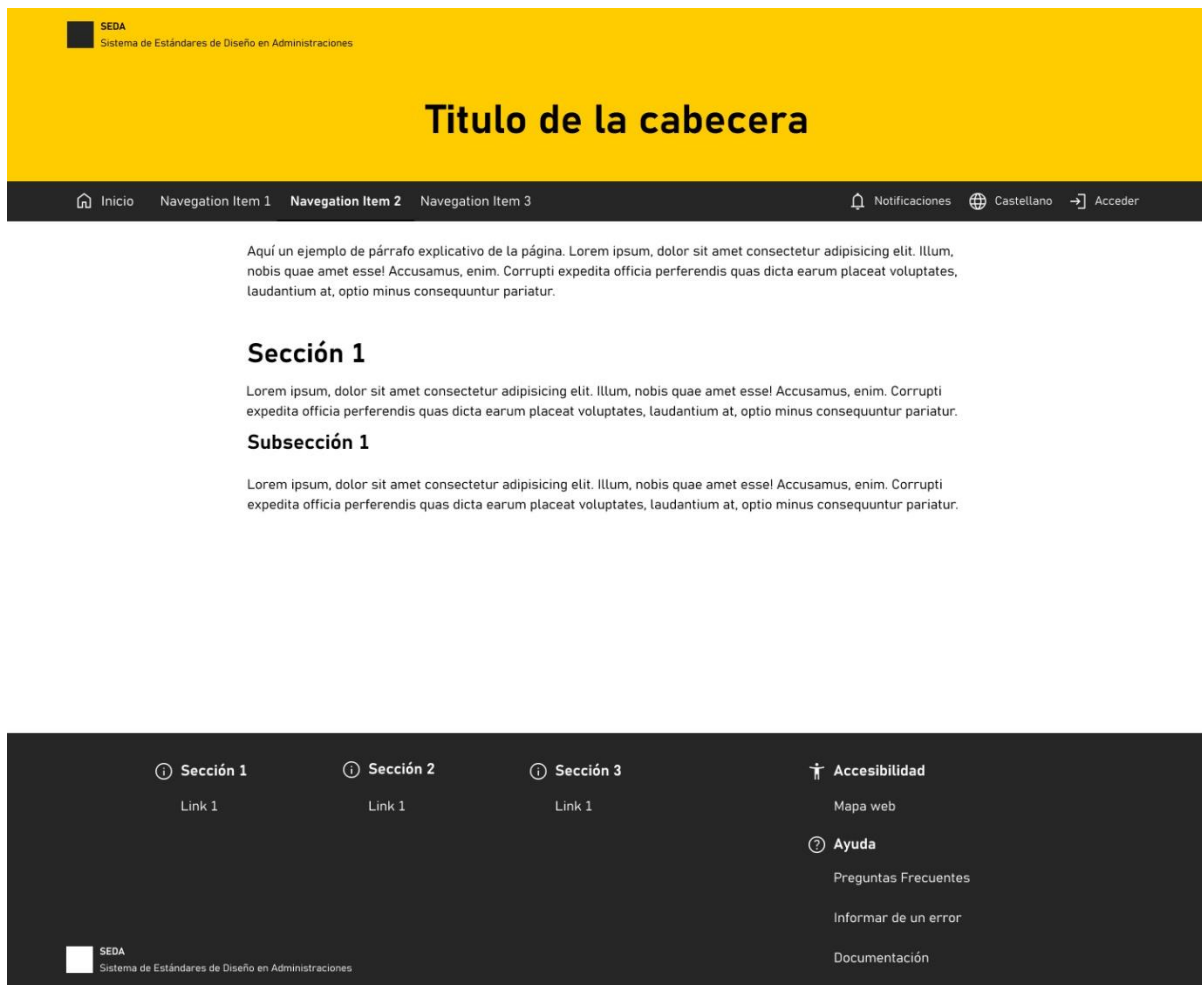 SEDA
Sistema de Estándares de Diseño en Administraciones
Titulo de la cabecera
Inicio Navegation Item 1 Navegation Item 2 Navegation Item 3 Notificaciones Castellano Acceder
Aquí un ejemplo de párrafo explicativo de la página. Lorem ipsum, dolor sit amet consectetur adipisicing elit. Illum,
nobis quae amet esse! Accusamus, enim. Corrupti expedita officia perferendis quas dicta earum placeat voluptates,
laudantium at, optio minus consequuntur pariatur.
Sección 1
Lorem ipsum, dolor sit amet consectetur adipisicing elit. Illum, nobis quae amet esse! Accusamus, enim. Corrupti
expedita officia perferendis quas dicta earum placeat voluptates, laudantium at, optio minus consequuntur pariatur.
Subsección 1
Lorem ipsum, dolor sit amet consectetur adipisicing elit. Illum, nobis quae amet esse! Accusamus, enim. Corrupti
expedita officia perferendis quas dicta earum placeat voluptates, laudantium at, optio minus consequuntur pariatur.
Sección 1
Link 1
Sección 2
Link 1
Sección 3
Link 1
Accesibilidad
Mapa web
Ayuda
Preguntas Frecuentes
Informar de un error
Documentación
SEDA
Sistema de Estándares de Diseño en Administraciones